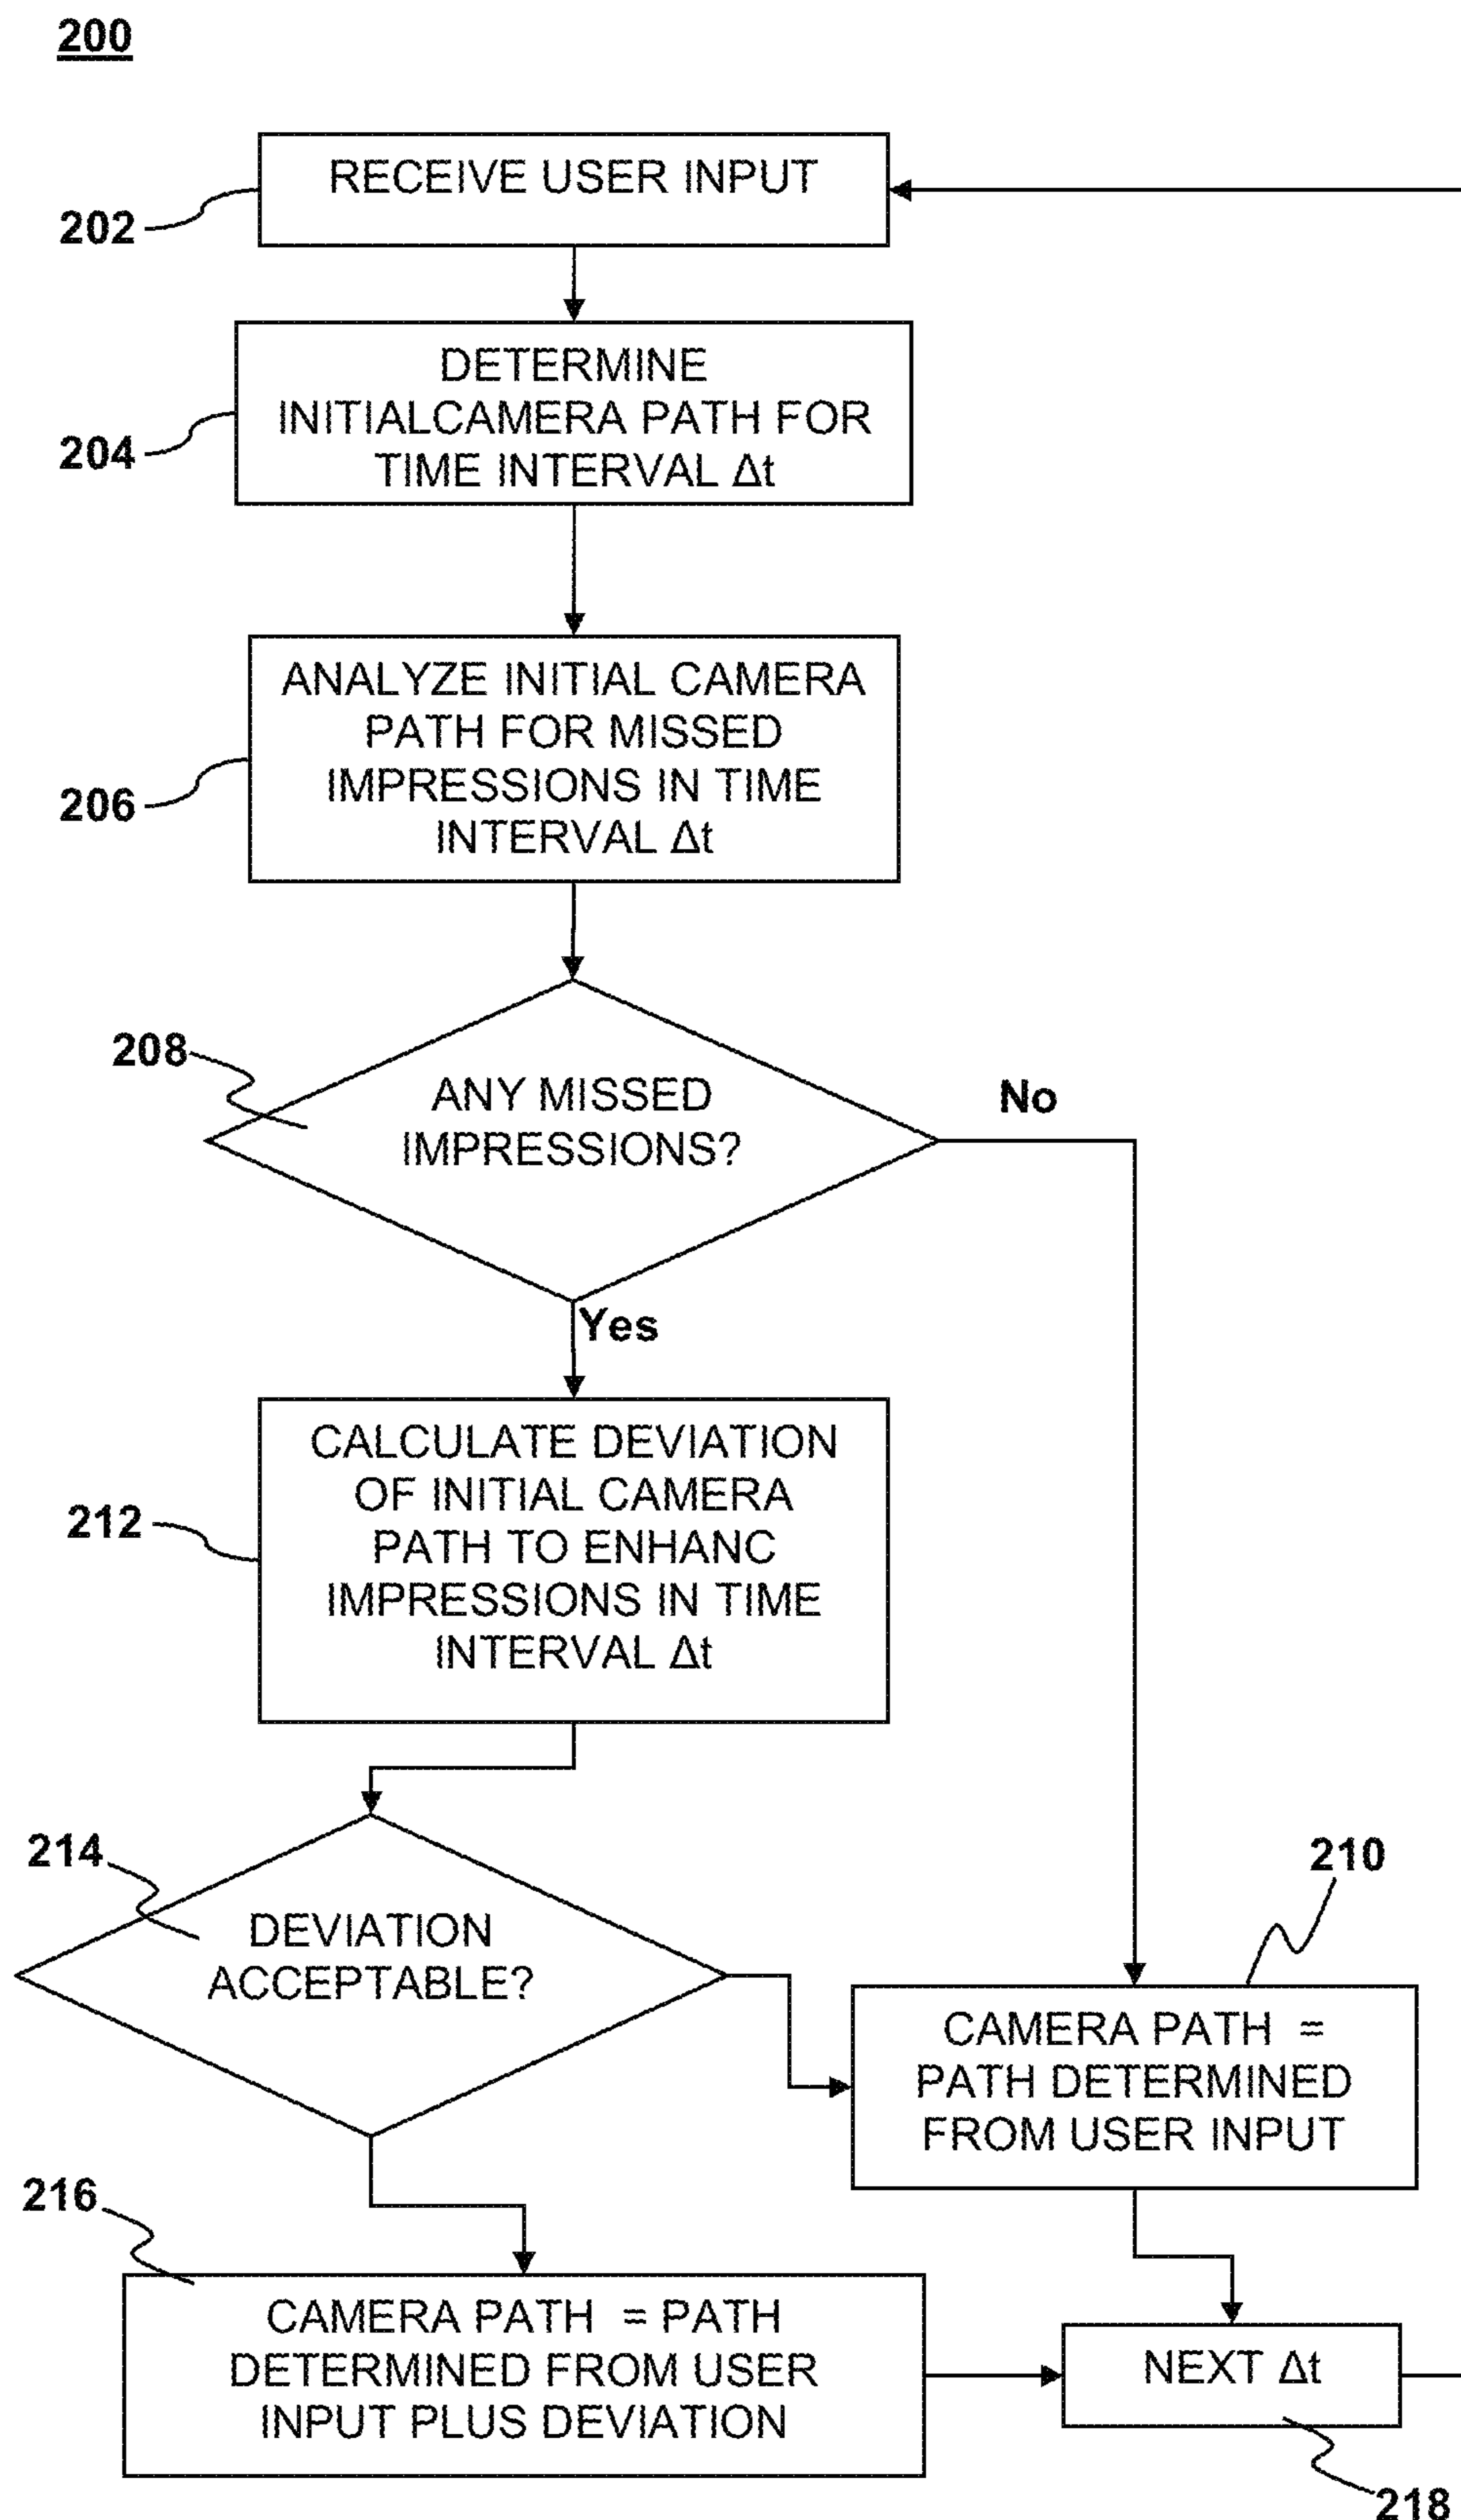 200
RECEIVE USER INPUT
202
DETERMINE
INITIALCAMERA PATH FOR
TIME INTERVAL Δt
204
ANALYZE INITIAL CAMERA
PATH FOR MISSED
IMPRESSIONS IN TIME
INTERVAL Δt
206
208
ANY MISSED
IMPRESSIONS?
No
Yes
CALCULATE DEVIATION
OF INITIAL CAMERA
PATH TO ENHANC
IMPRESSIONS IN TIME
INTERVAL Δt
212
214
DEVIATION
ACCEPTABLE?
210
CAMERA PATH =
PATH DETERMINED
FROM USER INPUT
216
CAMERA PATH = PATH
DETERMINED FROM USER
INPUT PLUS DEVIATION
NEXT Δt
218